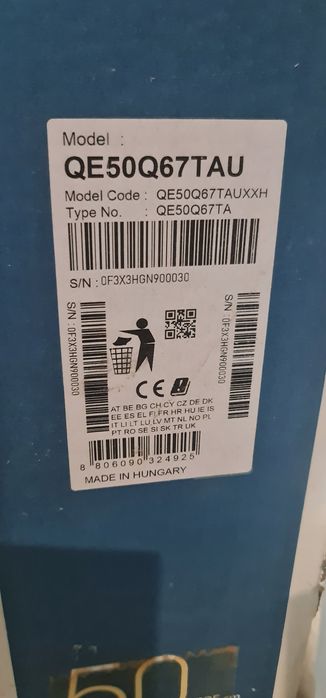 Model :
QE50Q67TAU
Model Code : QE50Q67TAUXXH
Type No. : QE50Q67TA
S/N : 0F3X3HGN900030
S/N : 0F3X3HGN900030
S/N : 0F3X3HGN900030
CE
AT BE BG CH CY CZ DE DK
EE ES EL FI FR HR HU IE IS
IT LI LT LU LV MT NL NO PL
PT RO SE SI SK TR UK
8 806090 324925
MADE IN HUNGARY
50